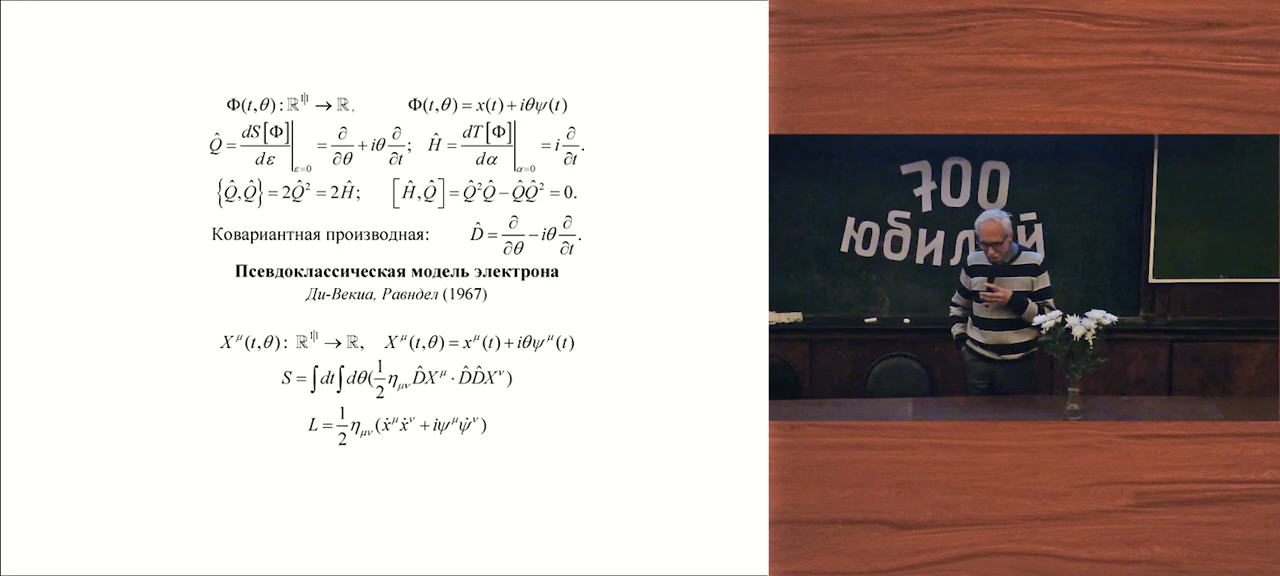 Φ(t,θ) : ℝ^{1|1} → ℝ, Φ(t,θ) = x(t) + iθψ(t)
Q̂ = dS[Φ]/dε |_{ε=0} = ∂/∂θ + iθ ∂/∂t; Ĥ = dT[Φ]/dα |_{α=0} = i ∂/∂t.
{Q̂,Q̂} = 2Q̂² = 2Ĥ; [Ĥ,Q̂] = Q̂²Q̂ − Q̂Q̂² = 0.
Ковариантная производная: D̂ = ∂/∂θ − iθ ∂/∂t.
Псевдоклассическая модель электрона
Ди-Векиа, Равндел (1967)
X^μ(t,θ) : ℝ^{1|1} → ℝ, X^μ(t,θ) = x^μ(t) + iθψ^μ(t)
S = ∫dt∫dθ(1/2 η_{μν} D̂X^μ · D̂D̂X^ν)
L = 1/2 η_{μν}(ẋ^μẋ^ν + iψ^μψ̇^ν)
700